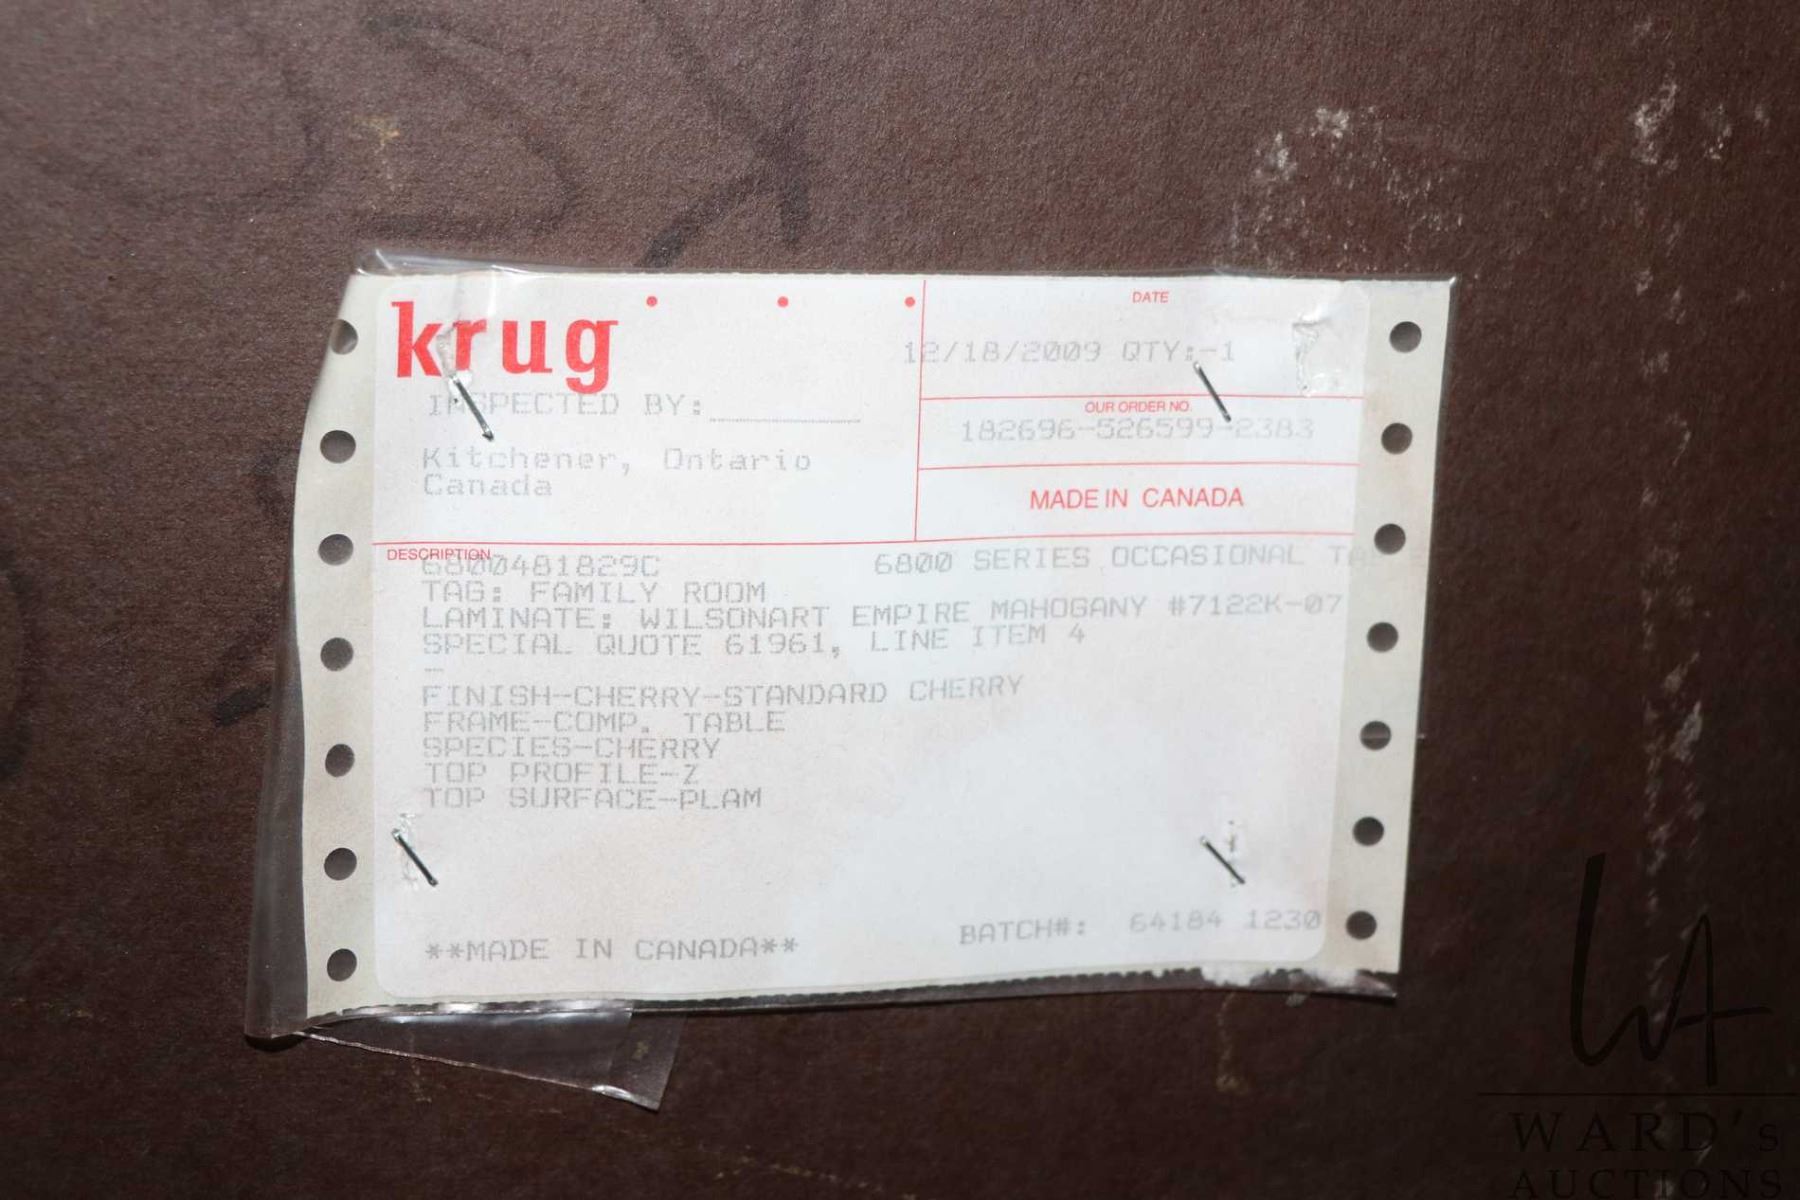 krug
DATE
12/18/2009 QTY:-1
INSPECTED BY:
OUR ORDER NO.
182696-526599-2383
Kitchener, Ontario
Canada
MADE IN CANADA
DESCRIPTION
6800481829C 6800 SERIES OCCASIONAL TA
TAG: FAMILY ROOM
LAMINATE: WILSONART EMPIRE MAHOGANY #7122K-07
SPECIAL QUOTE 61961, LINE ITEM 4
-
FINISH-CHERRY-STANDARD CHERRY
FRAME-COMP. TABLE
SPECIES-CHERRY
TOP PROFILE-Z
TOP SURFACE-PLAM
BATCH#: 64184 1230
**MADE IN CANADA**
WA
WARD's
AUCTIONS